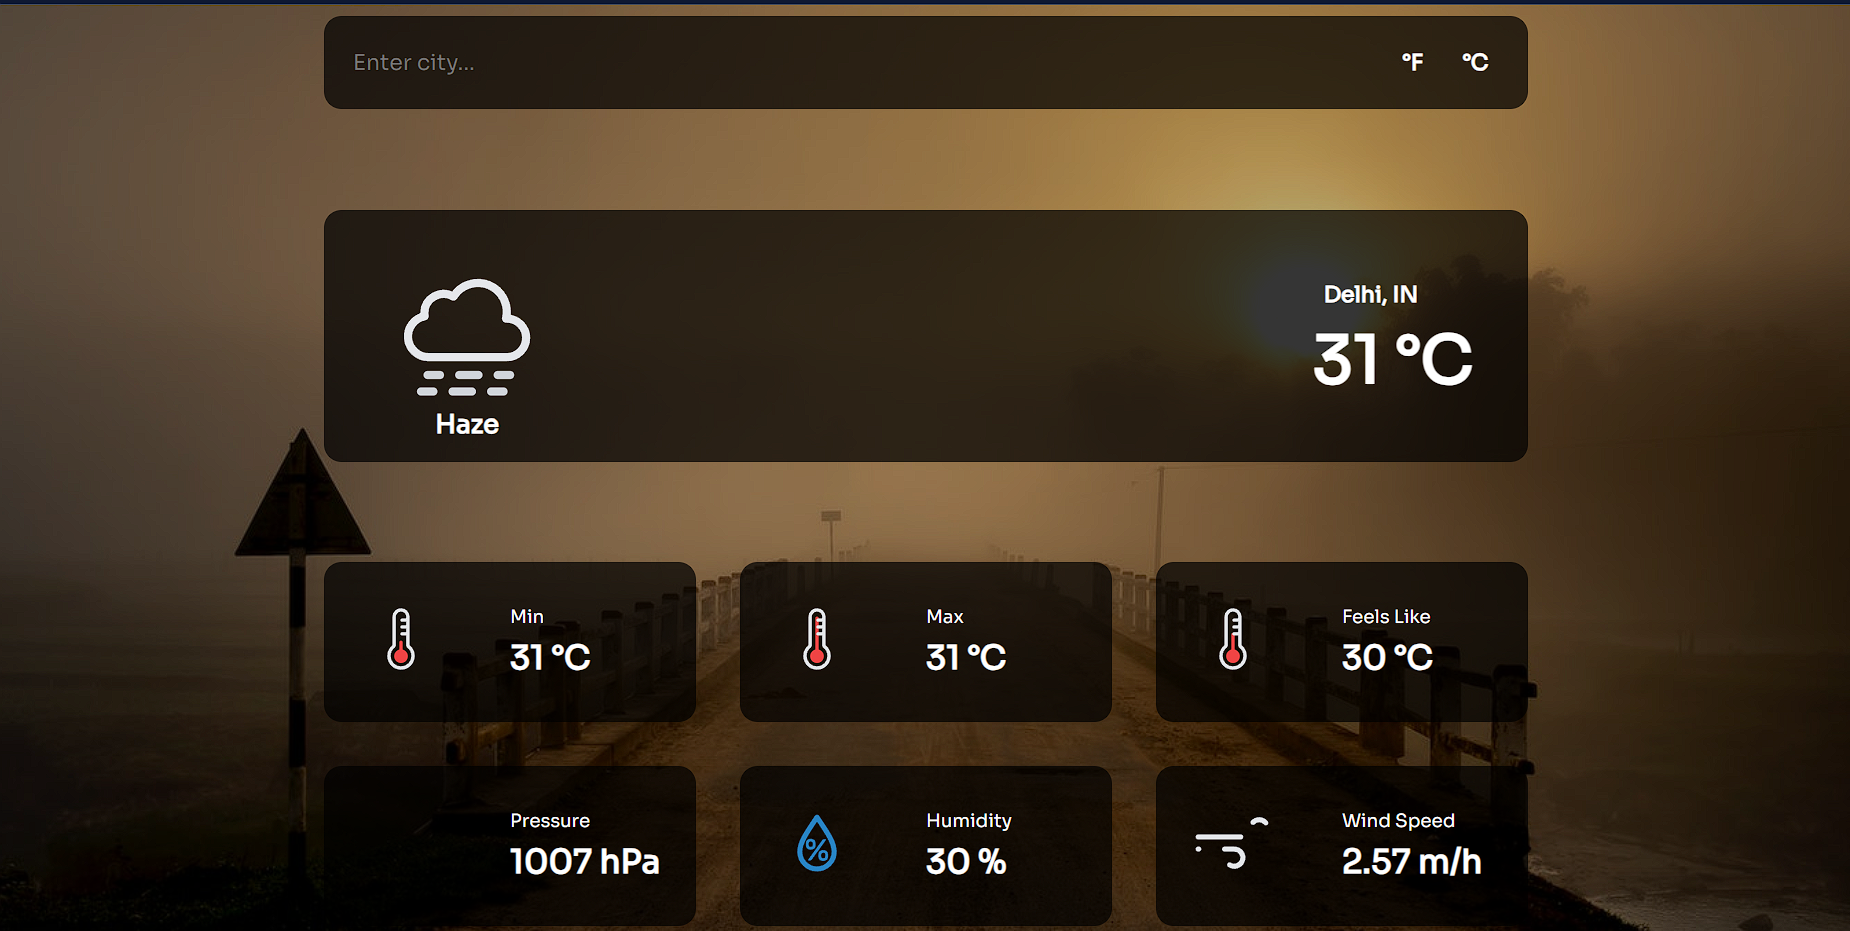 Enter city...
°F °C
Delhi, IN
31 °C
Haze
Min
31 °C
Max
31 °C
Feels Like
30 °C
Pressure
1007 hPa
Humidity
30 %
Wind Speed
2.57 m/h